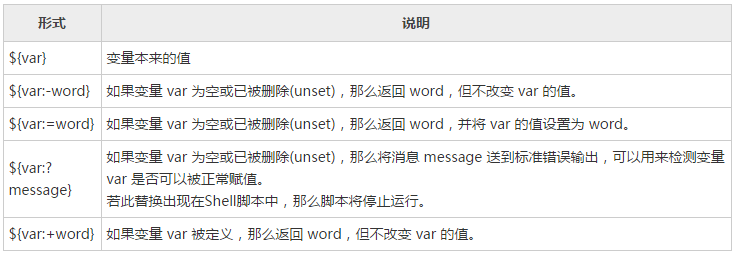 形式 说明
${var} 变量本来的值
${var:-word} 如果变量 var 为空或已被删除(unset)，那么返回 word，但不改变 var 的值。
${var:=word} 如果变量 var 为空或已被删除(unset)，那么返回 word，并将 var 的值设置为 word。
${var:?
message}
如果变量 var 为空或已被删除(unset)，那么将消息 message 送到标准错误输出，可以用来检测变量
var 是否可以被正常赋值。
若此替换出现在Shell脚本中，那么脚本将停止运行。
${var:+word} 如果变量 var 被定义，那么返回 word，但不改变 var 的值。